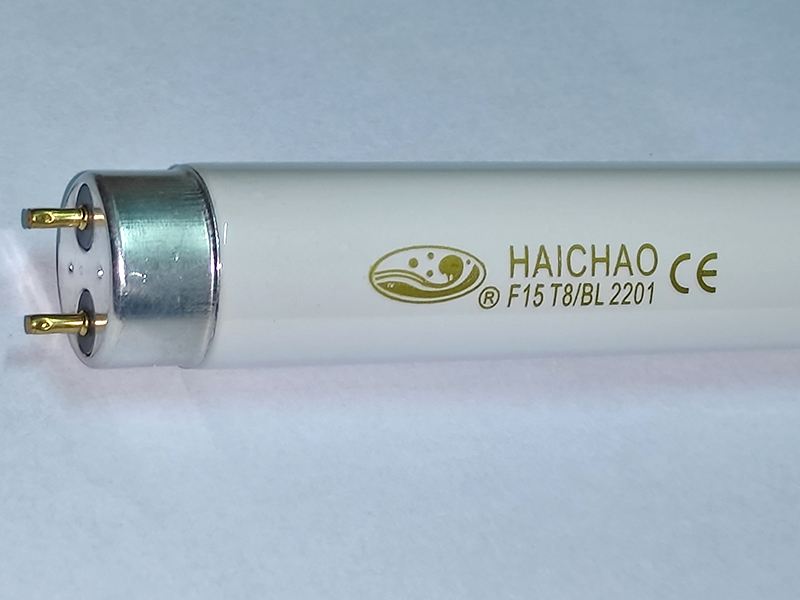 HAICHAO CE
® F15 T8/BL 2201